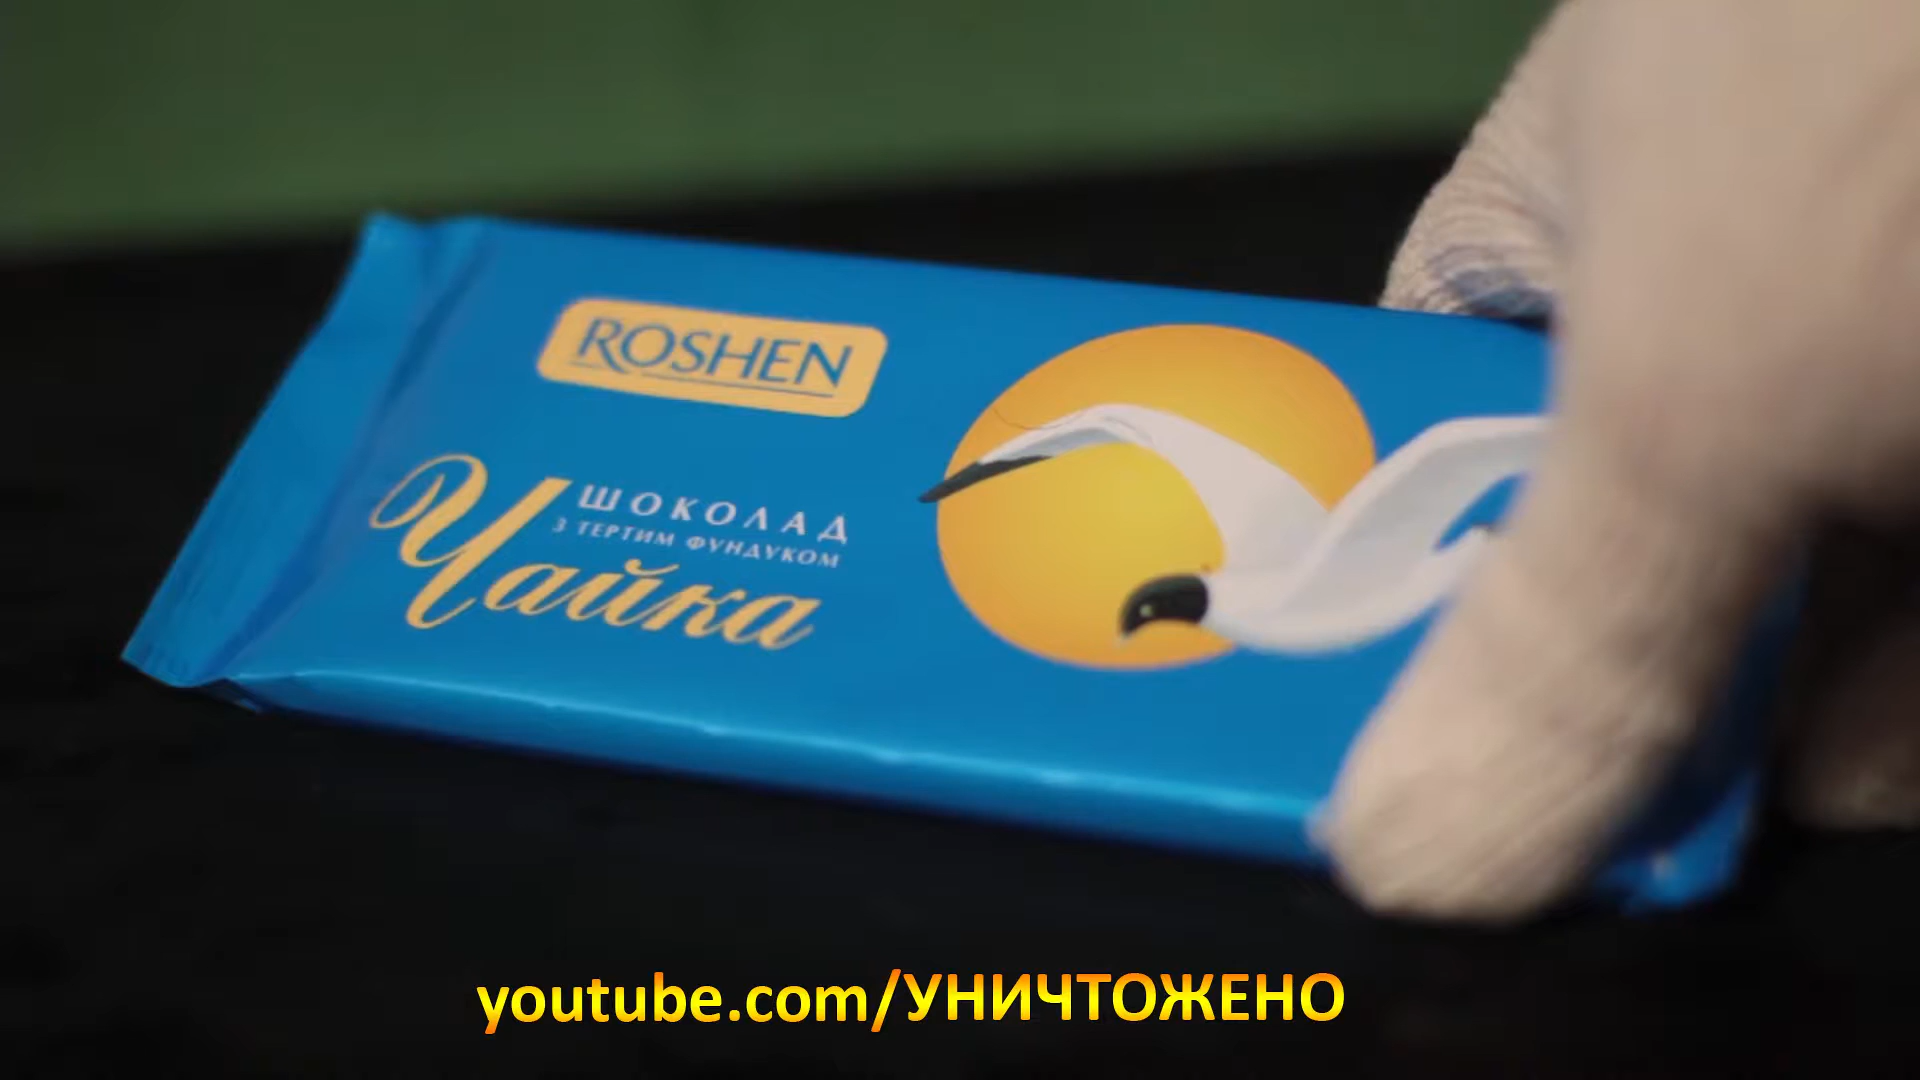 ROSHEN
ШОКОЛАД
З ТЕРТИМ ФУНДУКОМ
Чайка
youtube.com/УНИЧТОЖЕНО